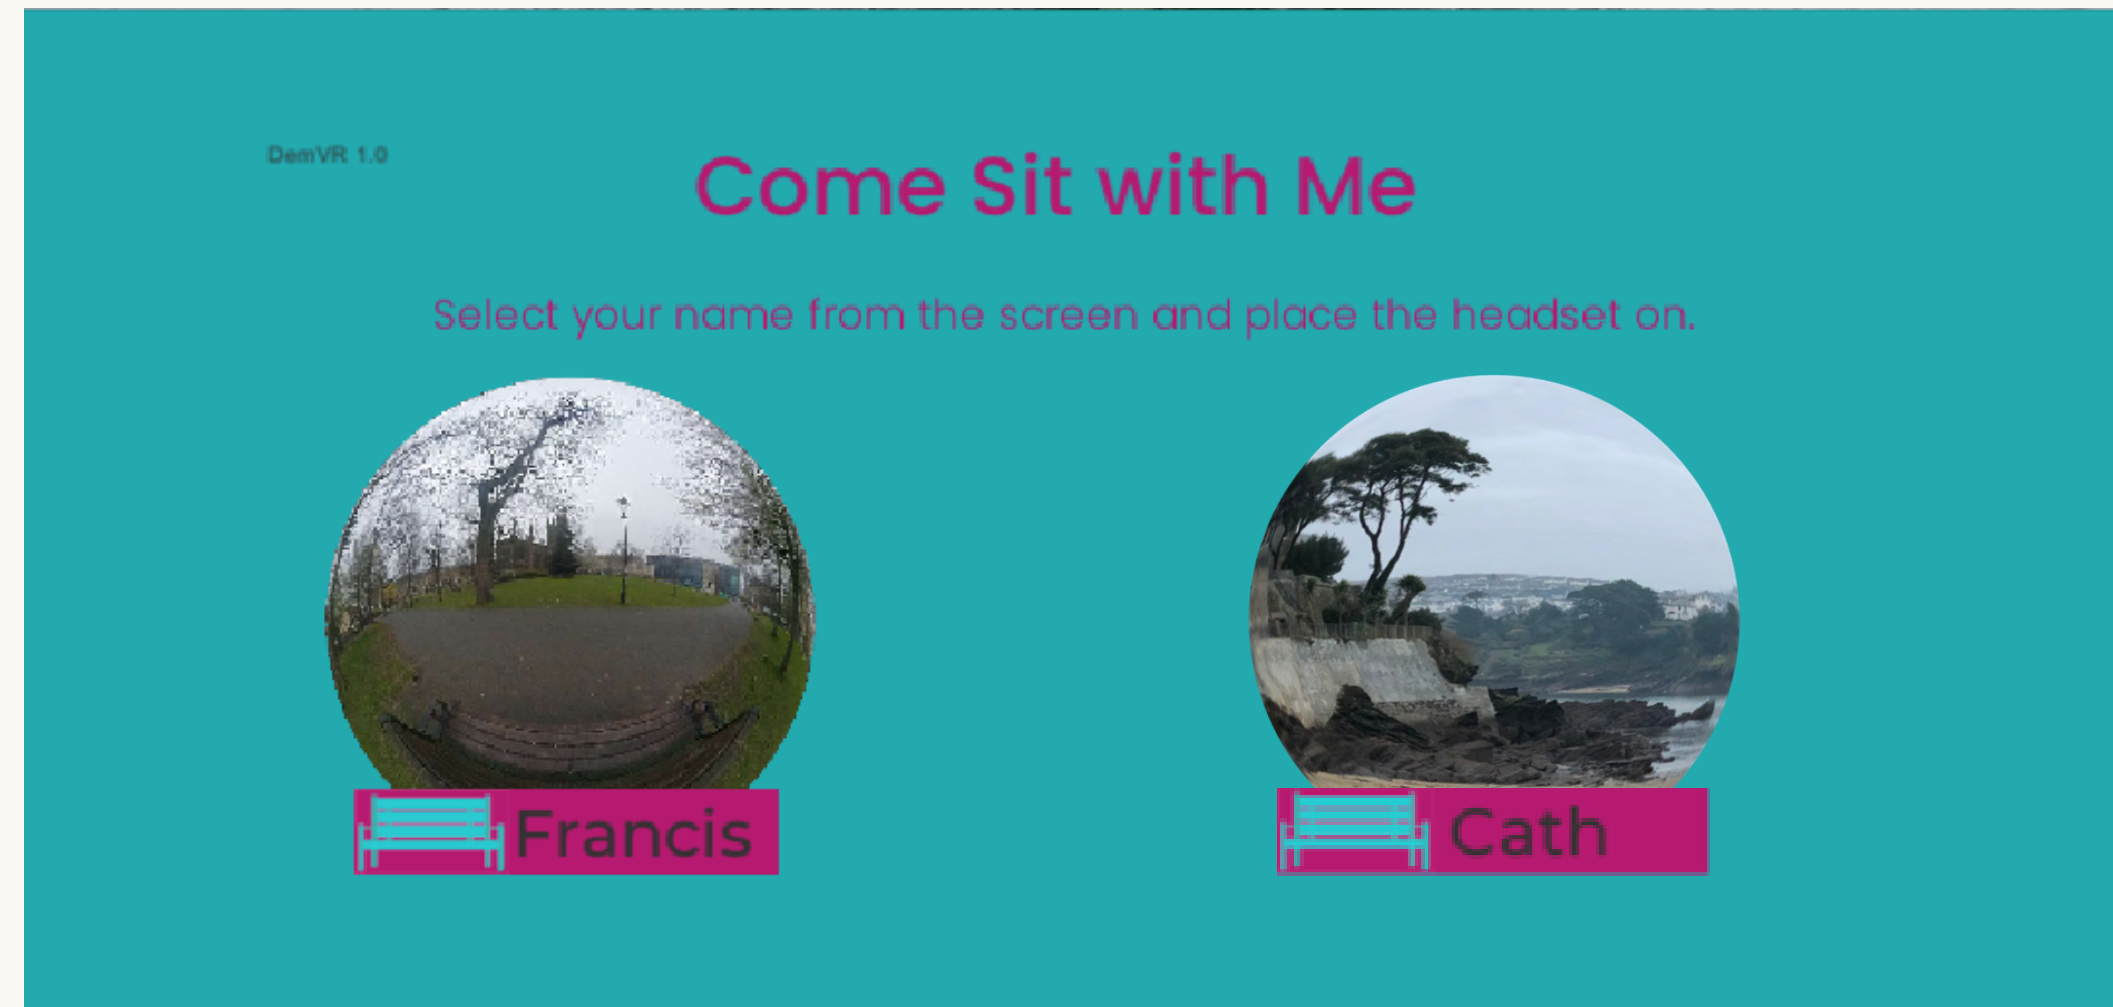 DemVR 1.0
Come Sit with Me
Select your name from the screen and place the headset on.
Francis
Cath